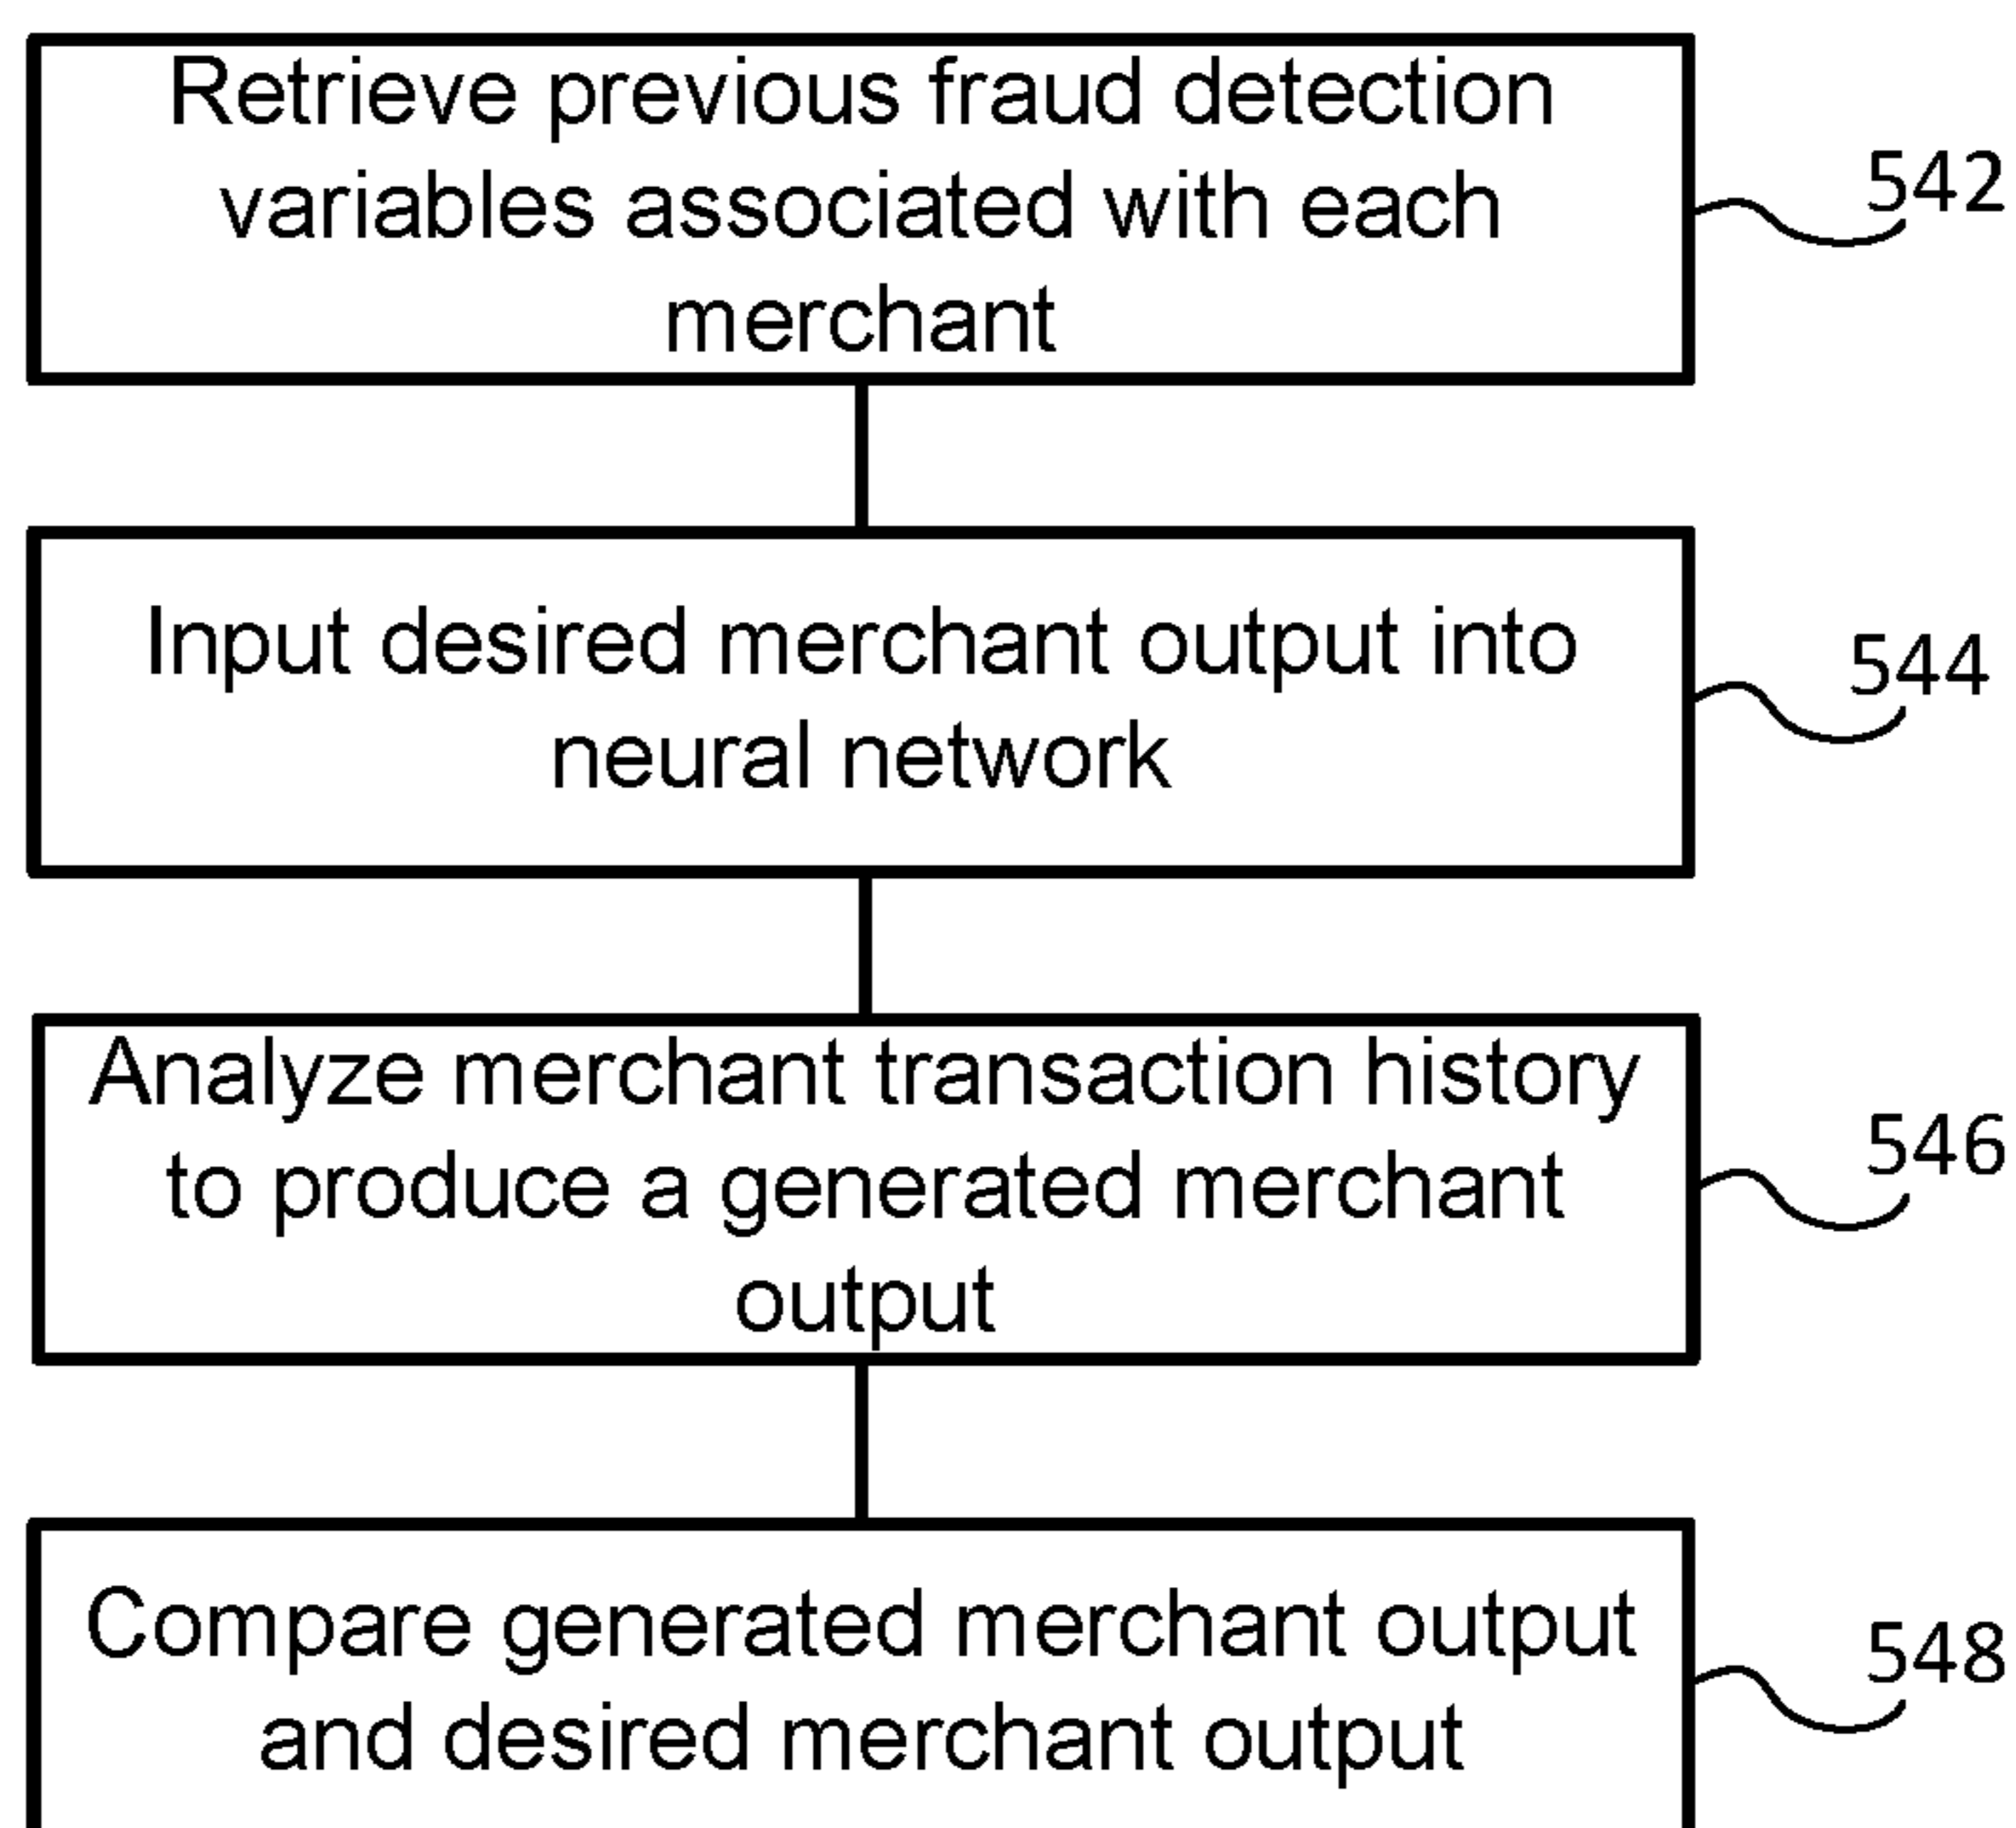 Retrieve previous fraud detection
variables associated with each
merchant
542
Input desired merchant output into
neural network
544
Analyze merchant transaction history
to produce a generated merchant
output
546
Compare generated merchant output
and desired merchant output
548